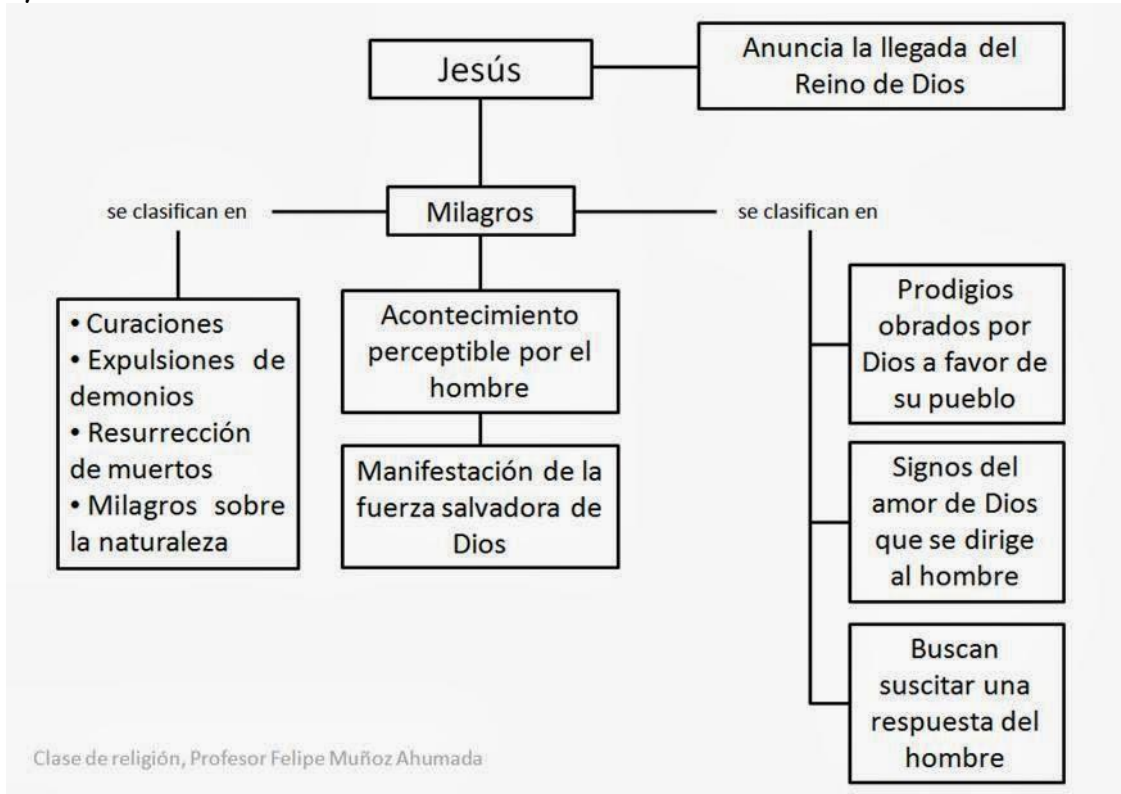 Jesús
Anuncia la llegada del
Reino de Dios
se clasifican en
Milagros
se clasifican en
• Curaciones
• Expulsiones de
demonios
• Resurrección
de muertos
• Milagros sobre
la naturaleza
Acontecimiento
perceptible por el
hombre
Manifestación de la
fuerza salvadora de
Dios
Prodigios
obrados por
Dios a favor de
su pueblo
Signos del
amor de Dios
que se dirige
al hombre
Buscan
suscitar una
respuesta del
hombre
Clase de religión, Profesor Felipe Muñoz Ahumada